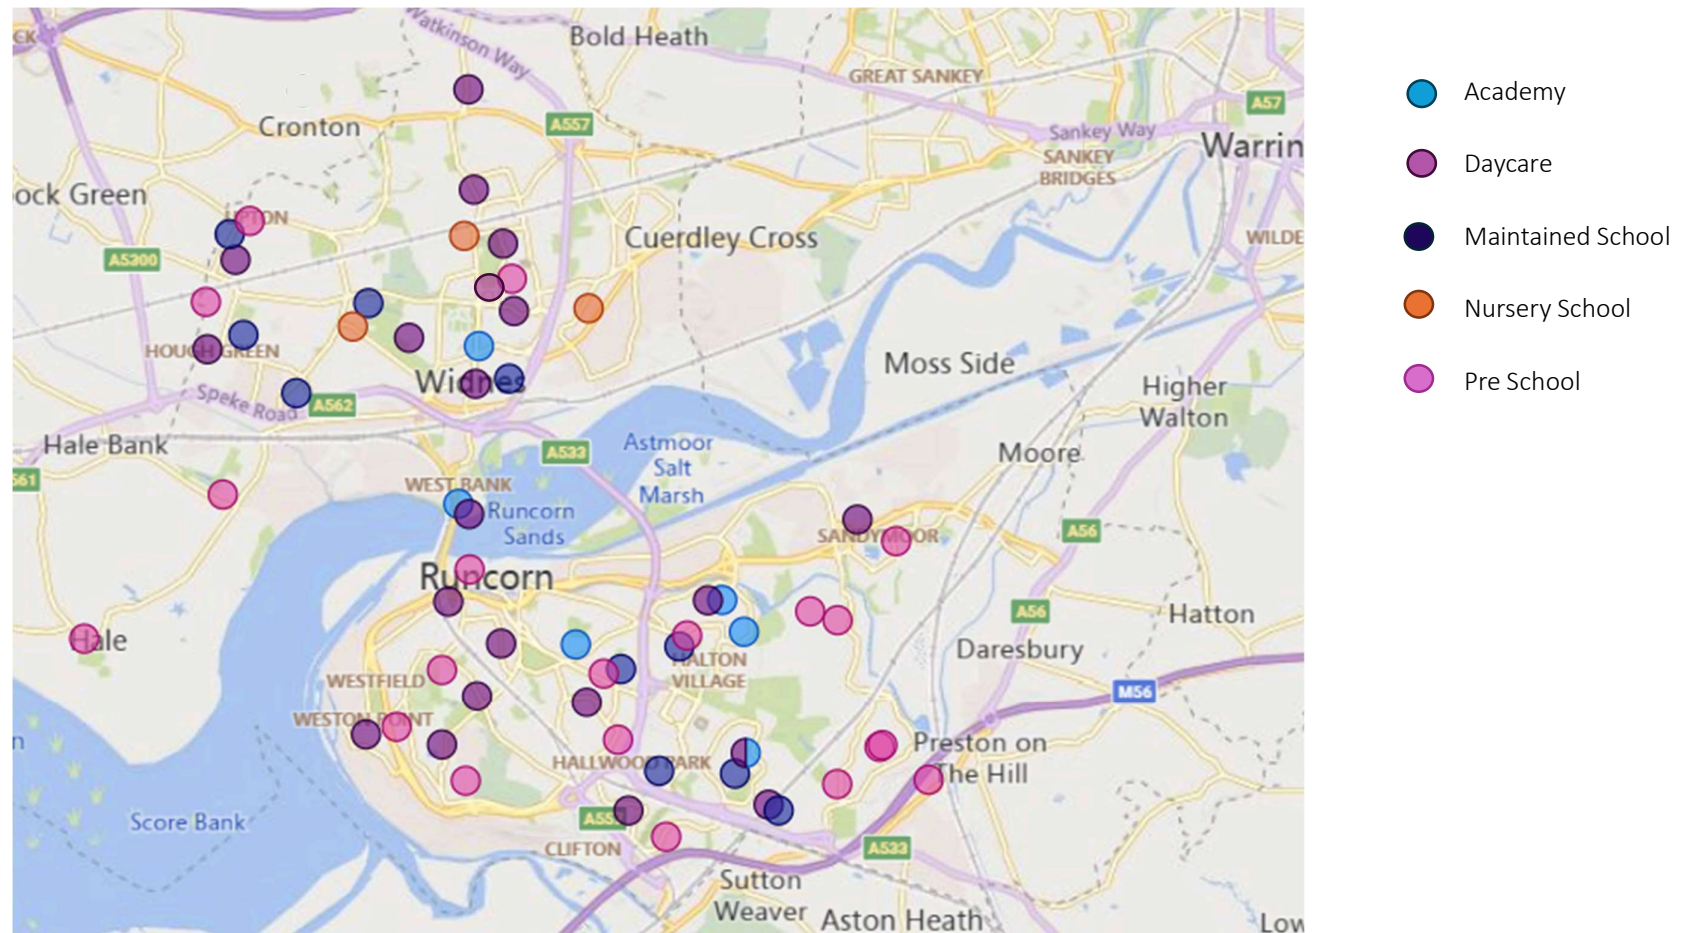 CK
Watkinson Way
Bold Heath
GREAT SANKEY
A57
Cronton
A557
Sankey Way
Warrin
SANKEY
BRIDGES
ock Green
UPTON
Cuerdley Cross
WILDE
A5300
HOUGH GREEN
Widnes
Moss Side
Higher
Walton
Speke Road
A562
Hale Bank
A533
Astmoor
Salt
Marsh
Moore
561
WEST BANK
Runcorn
Sands
SANDYMOOR
A56
Runcorn
A56
Hatton
Hale
Daresbury
HALTON
VILLAGE
WESTFIELD
M56
WESTON POINT
n
Preston on
The Hill
HALLWOOD PARK
Score Bank
A55
CLIFTON
A533
Sutton
Weaver
Aston Heath
Low
Academy
Daycare
Maintained School
Nursery School
Pre School